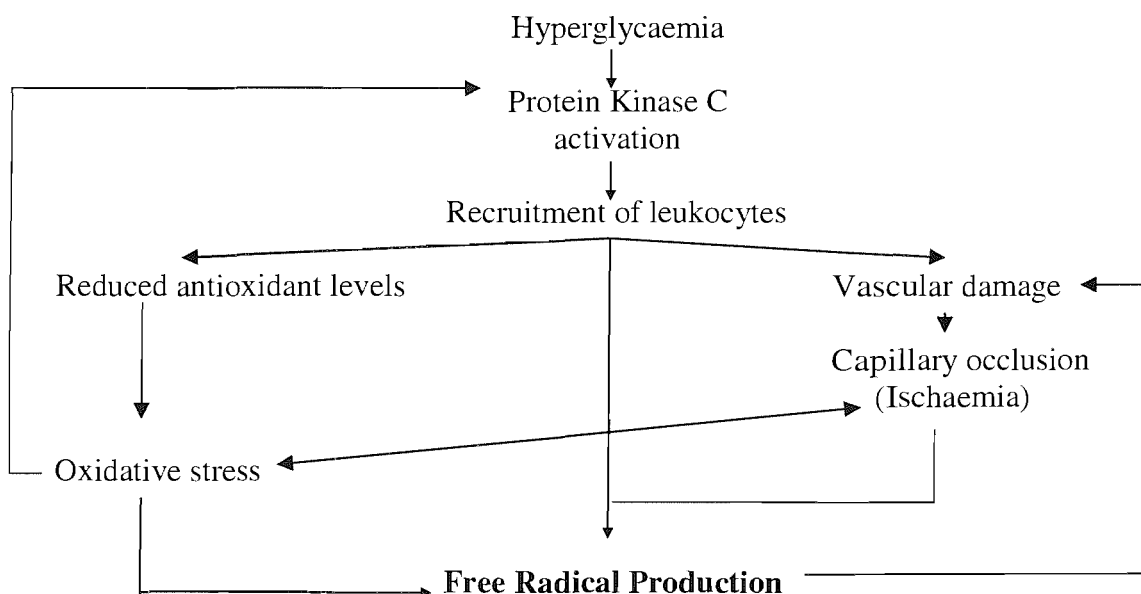 Hyperglycaemia
Protein Kinase C
activation
Recruitment of leukocytes
Reduced antioxidant levels
Vascular damage
Capillary occlusion
(Ischaemia)
Oxidative stress
Free Radical Production